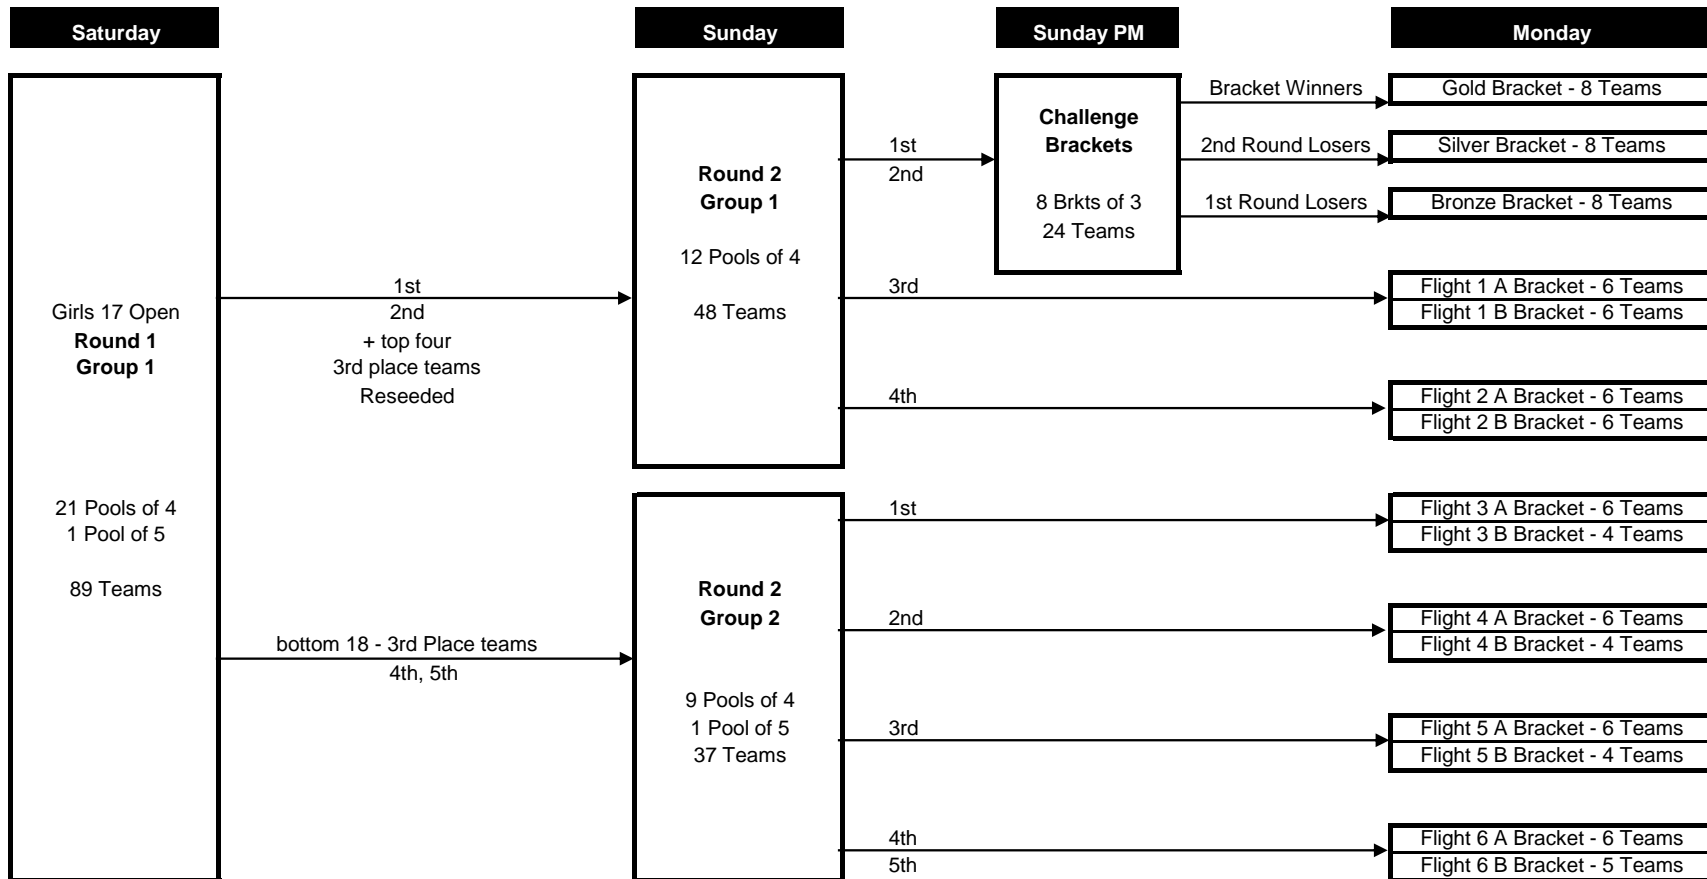 Saturday
Sunday
Sunday PM
Monday
Girls 17 Open
Round 1
Group 1
21 Pools of 4
1 Pool of 5
89 Teams
1st
2nd
+ top four
3rd place teams
Reseeded
bottom 18 - 3rd Place teams
4th, 5th
Round 2
Group 1
12 Pools of 4
48 Teams
Round 2
Group 2
9 Pools of 4
1 Pool of 5
37 Teams
1st
2nd
3rd
4th
1st
2nd
3rd
4th
5th
Challenge
Brackets
8 Brkts of 3
24 Teams
Bracket Winners
2nd Round Losers
1st Round Losers
Gold Bracket - 8 Teams
Silver Bracket - 8 Teams
Bronze Bracket - 8 Teams
Flight 1 A Bracket - 6 Teams
Flight 1 B Bracket - 6 Teams
Flight 2 A Bracket - 6 Teams
Flight 2 B Bracket - 6 Teams
Flight 3 A Bracket - 6 Teams
Flight 3 B Bracket - 4 Teams
Flight 4 A Bracket - 6 Teams
Flight 4 B Bracket - 4 Teams
Flight 5 A Bracket - 6 Teams
Flight 5 B Bracket - 4 Teams
Flight 6 A Bracket - 6 Teams
Flight 6 B Bracket - 5 Teams